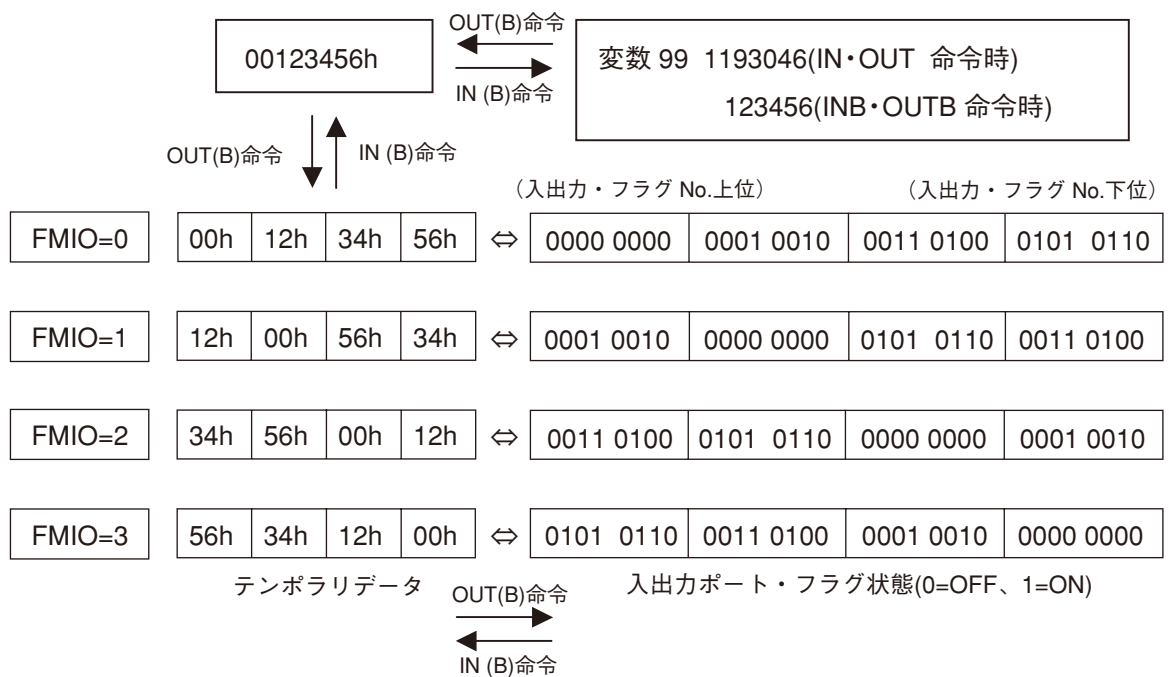 OUT(B)命令
00123456h
変数 99 1193046(IN・OUT 命令時)
IN (B)命令
123456(INB・OUTB 命令時)
OUT(B)命令
IN (B)命令
(入出力・フラグ No.上位)
(入出力・フラグ No.下位)
FMIO=0 00h 12h 34h 56h ⇔ 0000 0000 0001 0010 0011 0100 0101 0110
FMIO=1 12h 00h 56h 34h ⇔ 0001 0010 0000 0000 0101 0110 0011 0100
FMIO=2 34h 56h 00h 12h ⇔ 0011 0100 0101 0110 0000 0000 0001 0010
FMIO=3 56h 34h 12h 00h ⇔ 0101 0110 0011 0100 0001 0010 0000 0000
テンポラリデータ
OUT(B)命令
入出力ポート・フラグ状態(0=OFF、1=ON)
IN (B)命令